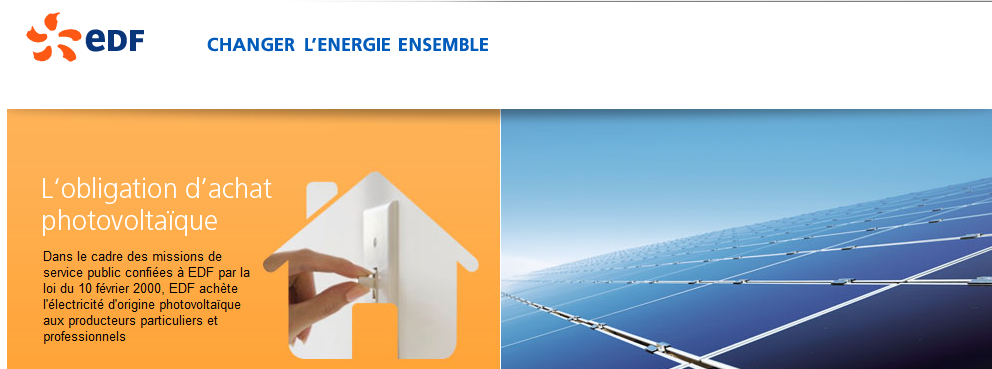 eDF
CHANGER L'ENERGIE ENSEMBLE
L'obligation d'achat
photovoltaïque
Dans le cadre des missions de
service public confiées à EDF par la
loi du 10 février 2000, EDF achète
l'électricité d'origine photovoltaïque
aux producteurs particuliers et
professionnels